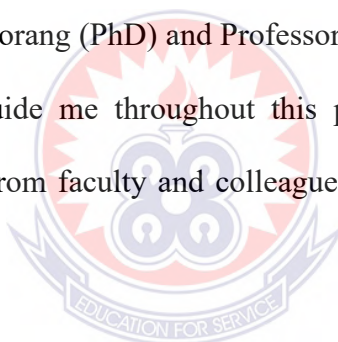 orang (PhD) and Professor
uide me throughout this p
rom faculty and colleague
EDUCATION FOR SERVICE